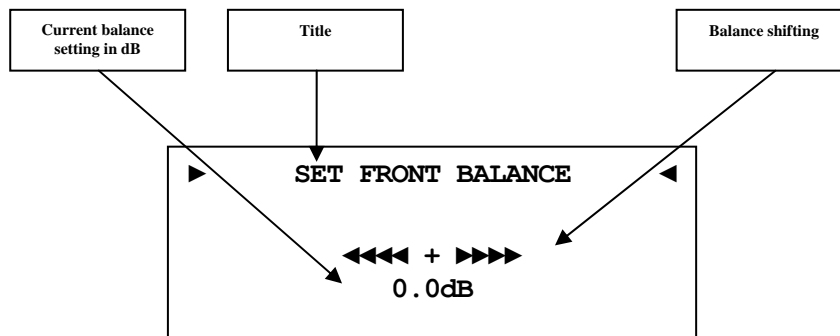 Current balance
setting in dB
Title
Balance shifting
► SET FRONT BALANCE ◄
◄◄◄◄ + ►►►►
0.0dB